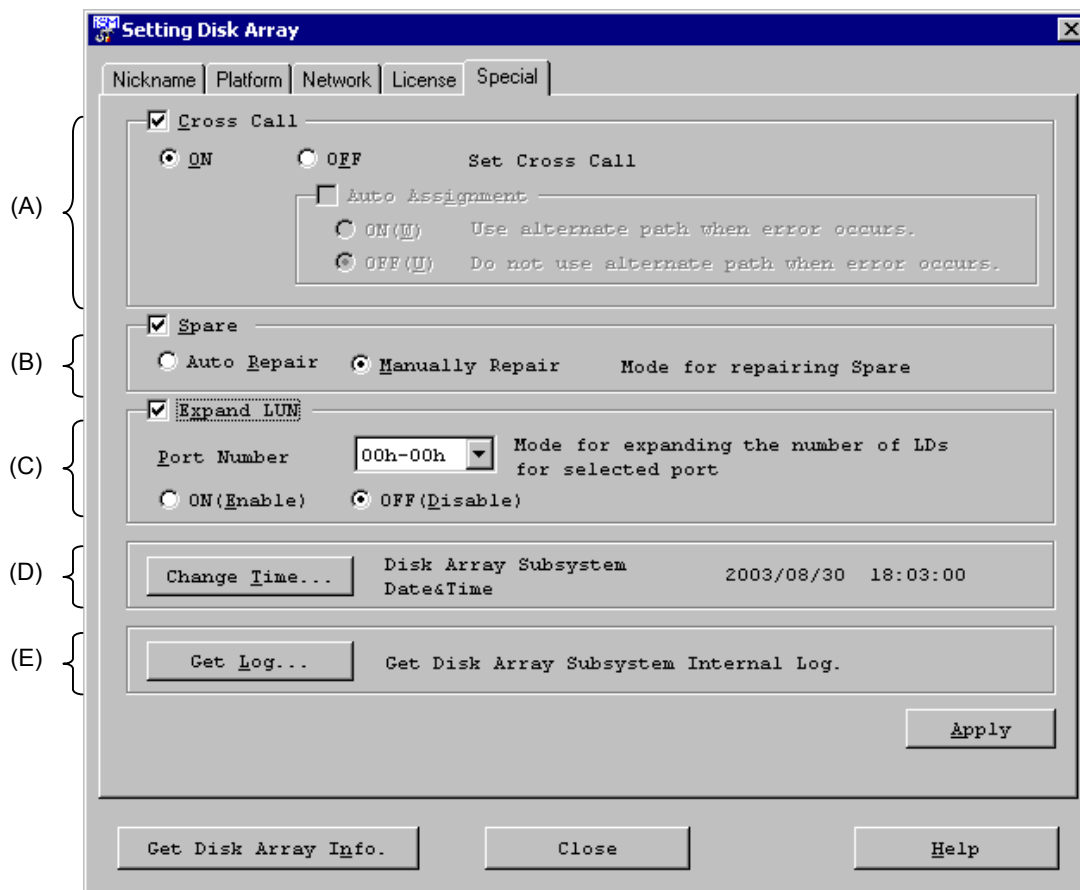 iSM Setting Disk Array
Nickname Platform Network License Special
(A)
Cross Call
ON OFF Set Cross Call
Auto Assignment
ON(W) Use alternate path when error occurs.
OFF(U) Do not use alternate path when error occurs.
(B)
Spare
Auto Repair Manually Repair Mode for repairing Spare
(C)
Expand LUN
Port Number 00h-00h Mode for expanding the number of LDs
for selected port
ON(Enable) OFF(Disable)
(D)
Change Time... Disk Array Subsystem
Date&Time 2003/08/30 18:03:00
(E)
Get Log... Get Disk Array Subsystem Internal Log.
Apply
Get Disk Array Info. Close Help